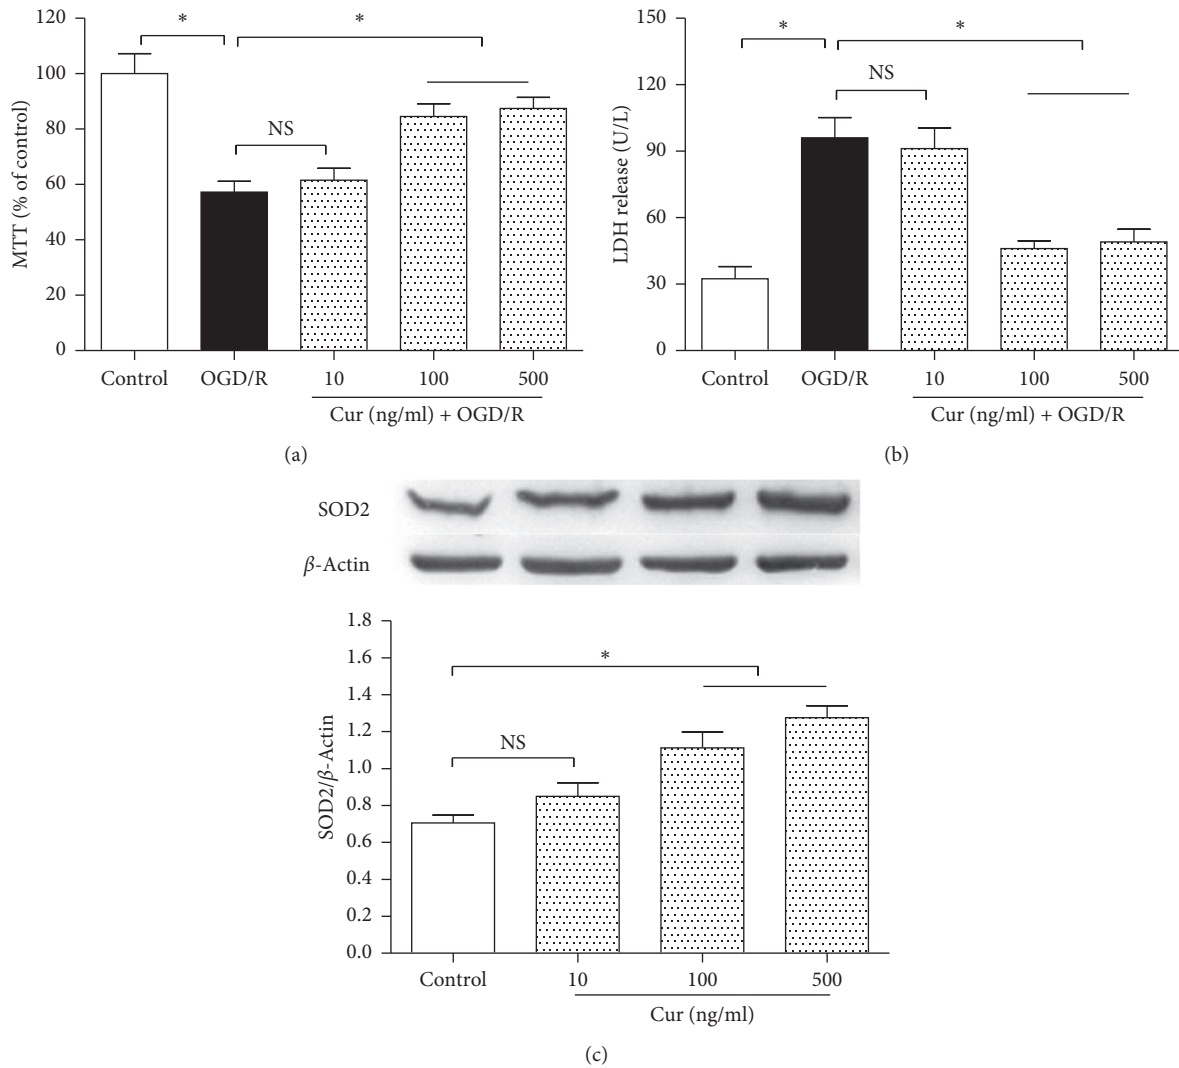 120
100
80
60
40
20
0
MTT (% of control)
*
*
NS
Control
OGD/R
10
100
500
Cur (ng/ml) + OGD/R
(a)
150
120
90
60
30
0
LDH release (U/L)
*
*
NS
Control
OGD/R
10
100
500
Cur (ng/ml) + OGD/R
(b)
SOD2
β-Actin
1.8
1.6
1.4
1.2
1.0
0.8
0.6
0.4
0.2
0.0
SOD2/β-Actin
*
NS
Control
10
100
500
Cur (ng/ml)
(c)